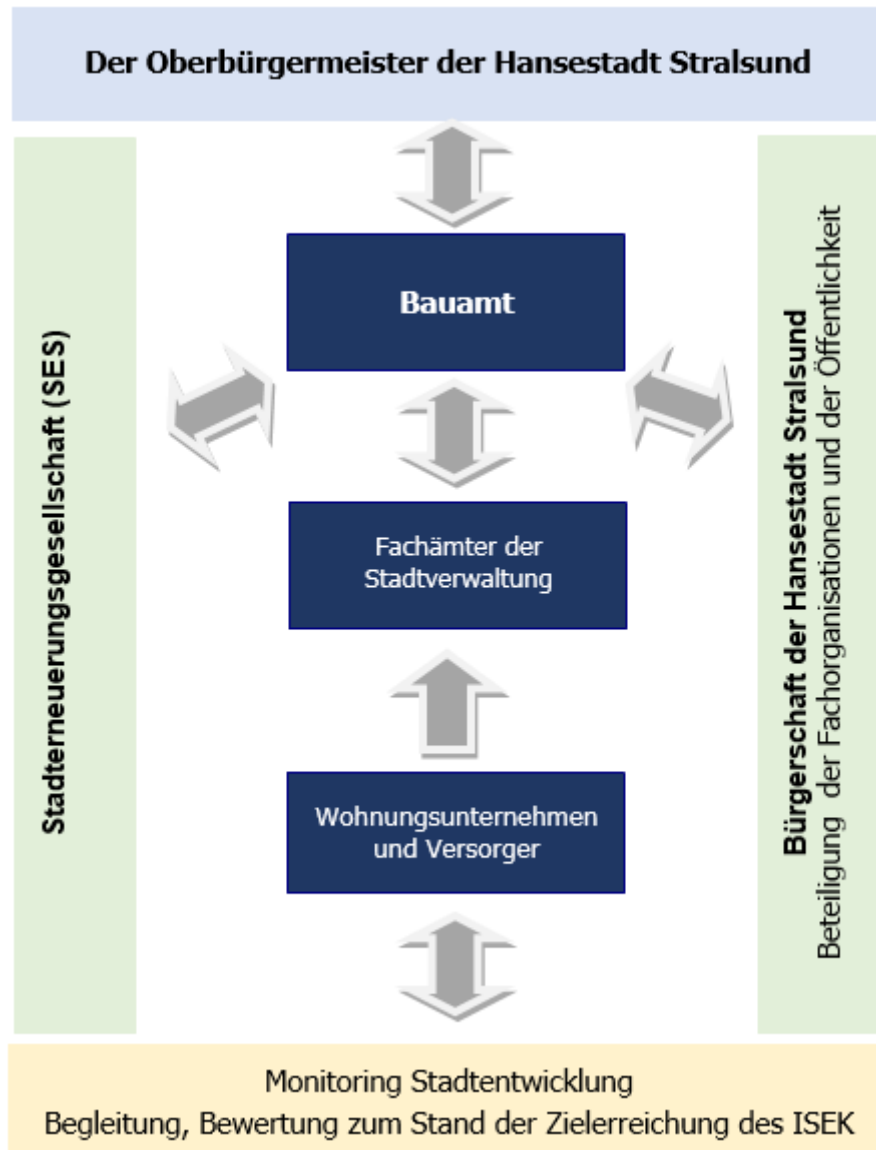 Der Oberbürgermeister der Hansestadt Stralsund
Stadterneuerungsgesellschaft (SES)
Bauamt
Fachämter der
Stadtverwaltung
Wohnungsunternehmen
und Versorger
Bürgerschaft der Hansestadt Stralsund
Beteiligung der Fachorganisationen und der Öffentlichkeit
Monitoring Stadtentwicklung
Begleitung, Bewertung zum Stand der Zielerreichung des ISEK